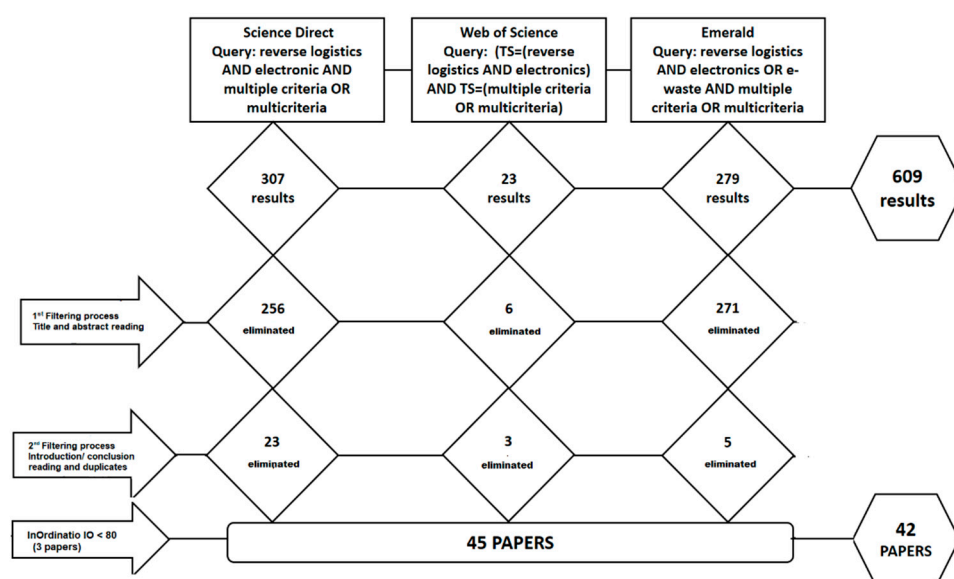 Science Direct
Query: reverse logistics
AND electronic AND
multiple criteria OR
multicriteria
Web of Science
Query: (TS=(reverse
logistics AND electronics)
AND TS=(multiple criteria
OR multicriteria)
Emerald
Query: reverse logistics
AND electronics OR e-
waste AND multiple
criteria OR multicriteria
307
results
23
results
279
results
609
results
1st Filtering process
Title and abstract reading
256
eliminated
6
eliminated
271
eliminated
2nd Filtering process
Introduction/ conclusion
reading and duplicates
23
eliminated
3
eliminated
5
eliminated
InOrdinatio IO < 80
(3 papers)
45 PAPERS
42
PAPERS